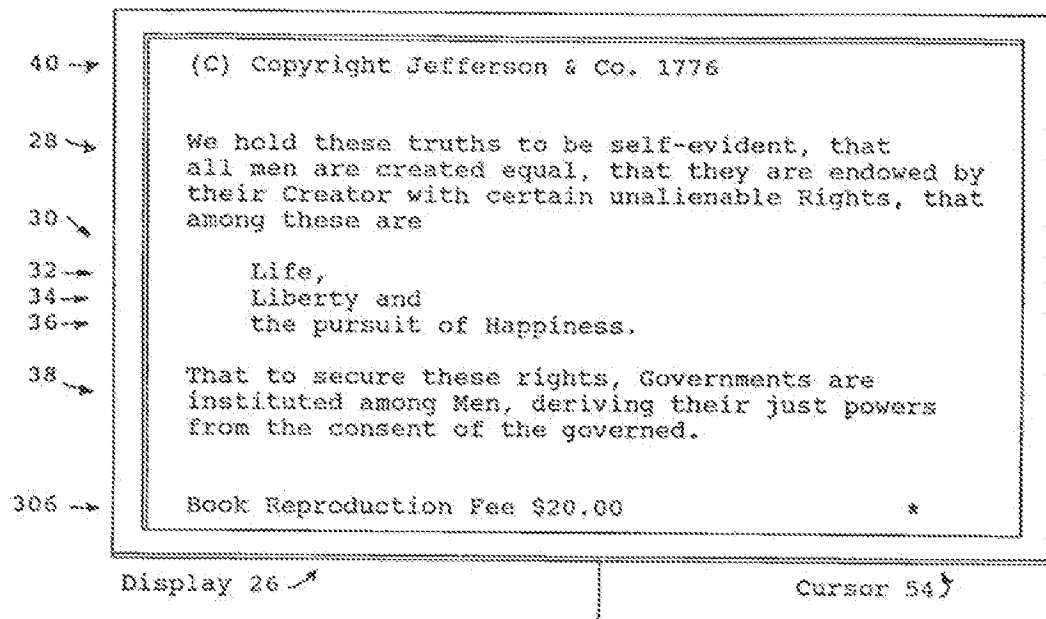 40 (C) Copyright Jefferson & Co. 1776
28 We hold these truths to be self-evident, that
all men are created equal, that they are endowed by
their Creator with certain unalienable Rights, that
30 among these are
32 Life,
34 Liberty and
36 the pursuit of Happiness.
38 That to secure these rights, Governments are
instituted among Men, deriving their just powers
from the consent of the governed.
306 Book Reproduction Fee $20.00 *
Display 26 Cursor 54